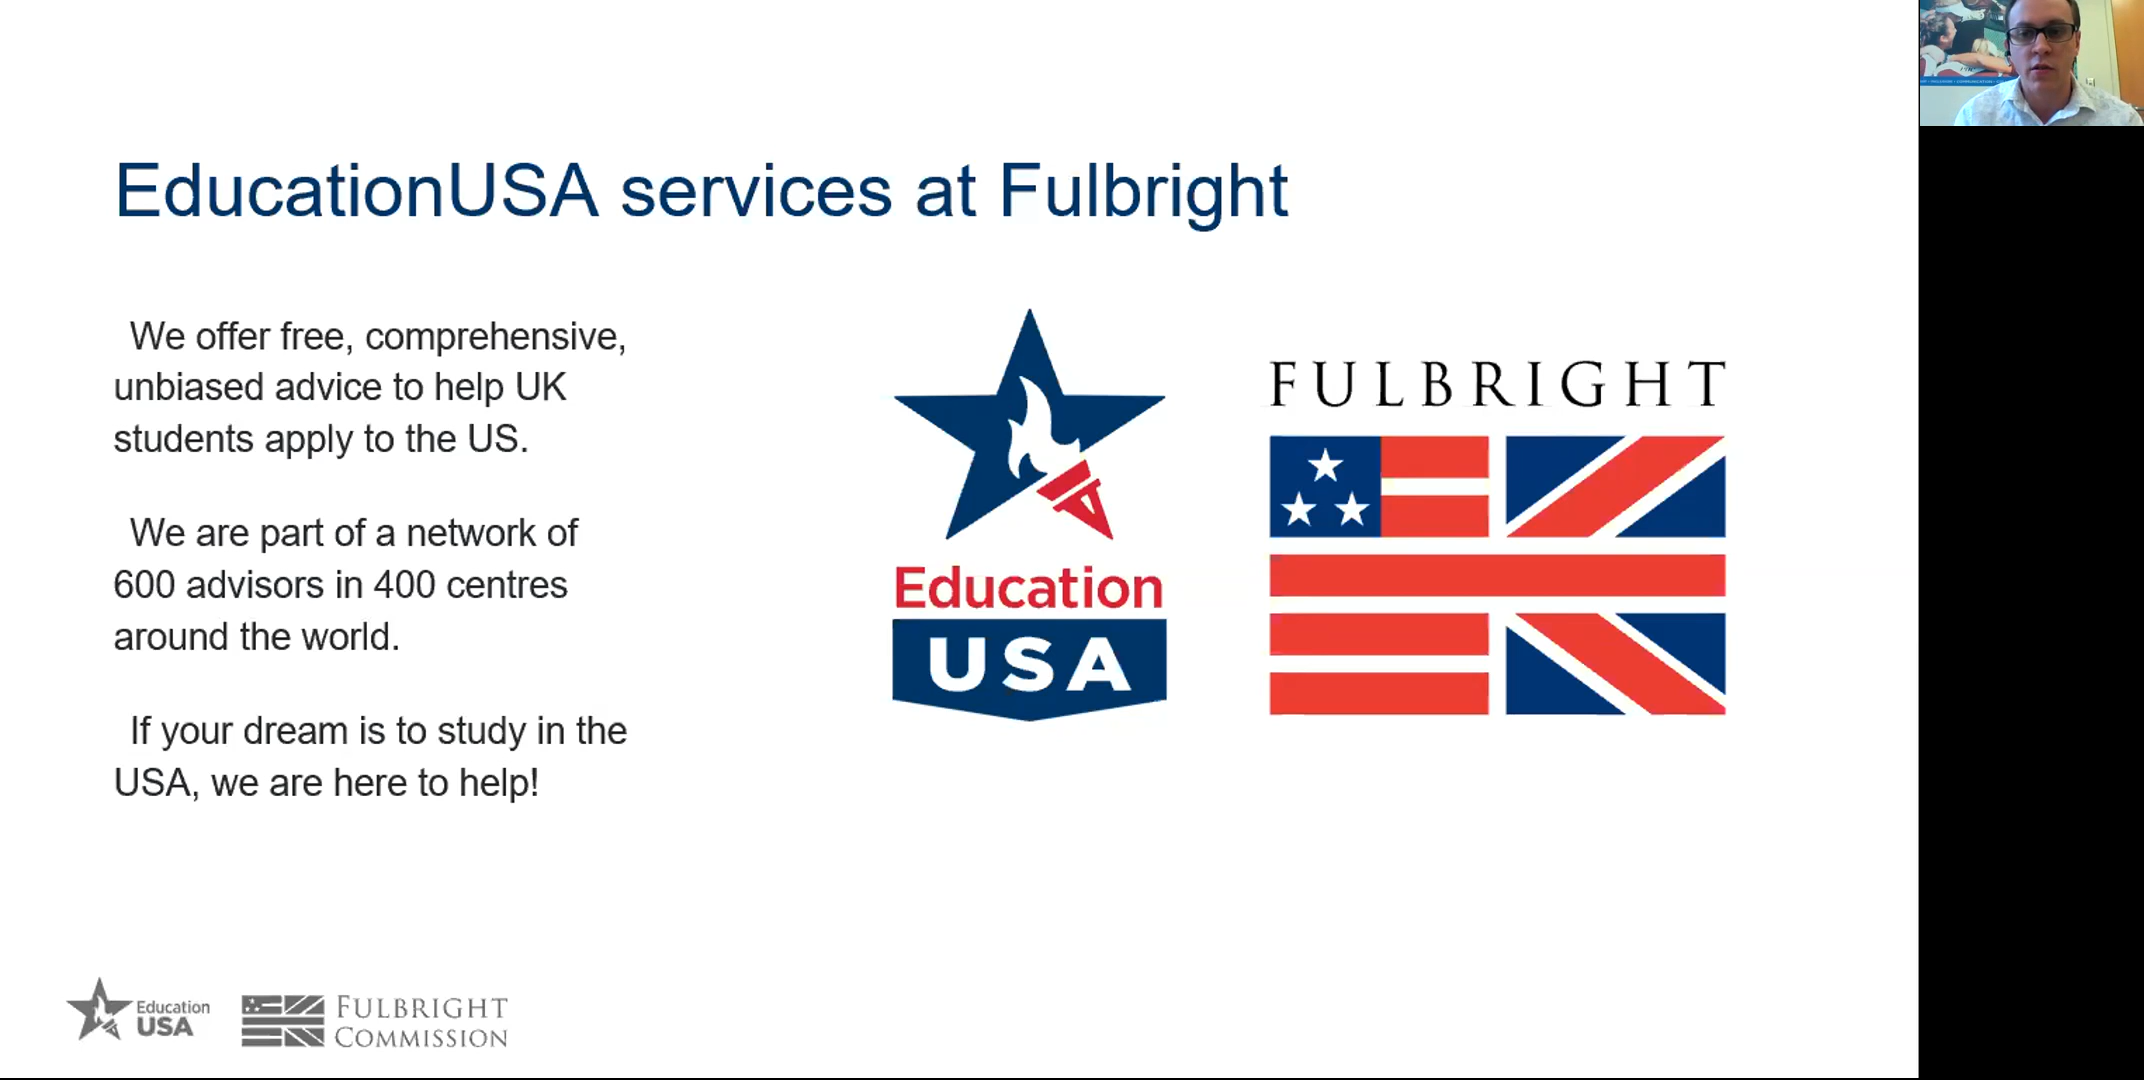 EducationUSA services at Fulbright
We offer free, comprehensive,
unbiased advice to help UK
students apply to the US.
We are part of a network of
600 advisors in 400 centres
around the world.
If your dream is to study in the
USA, we are here to help!
Education
USA
FULBRIGHT
Education
USA
FULBRIGHT
COMMISSION